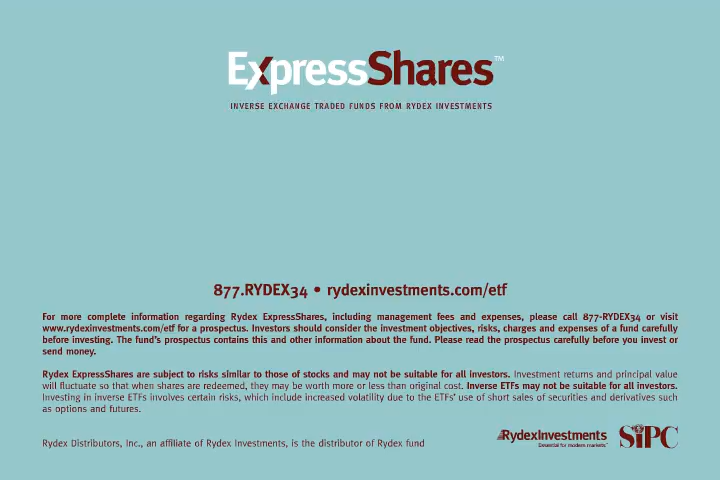 ExpressShares™
INVERSE EXCHANGE TRADED FUNDS FROM RYDEX INVESTMENTS
877.RYDEX34 • rydexinvestments.com/etf
For more complete information regarding Rydex ExpressShares, including management fees and expenses, please call 877-RYDEX34 or visit
www.rydexinvestments.com/etf for a prospectus. Investors should consider the investment objectives, risks, charges and expenses of a fund carefully
before investing. The fund's prospectus contains this and other information about the fund. Please read the prospectus carefully before you invest or
send money.
Rydex ExpressShares are subject to risks similar to those of stocks and may not be suitable for all investors. Investment returns and principal value
will fluctuate so that when shares are redeemed, they may be worth more or less than original cost. Inverse ETFs may not be suitable for all investors.
Investing in inverse ETFs involves certain risks, which include increased volatility due to the ETFs' use of short sales of securities and derivatives such
as options and futures.
Rydex Distributors, Inc., an affiliate of Rydex Investments, is the distributor of Rydex fund
RydexInvestments
Essential for modern markets™
SIPC